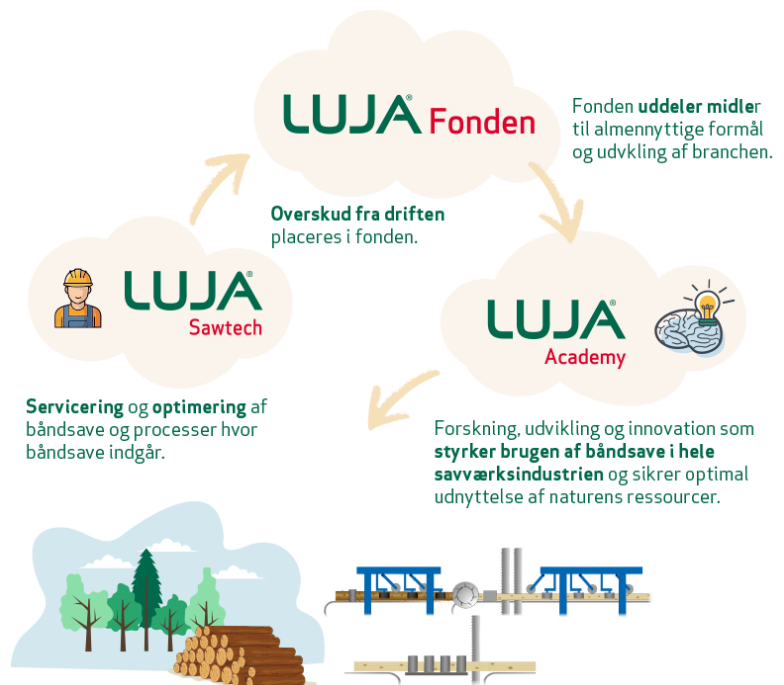 LUJA® Fonden
Fonden uddeler midler
til almennyttige formål
og udvkling af branchen.
Overskud fra driften
placeres i fonden.
LUJA®
Sawtech
LUJA®
Academy
Servicering og optimering af
båndsave og processer hvor
båndsave indgår.
Forskning, udvikling og innovation som
styrker brugen af båndsave i hele
savværksindustrien og sikrer optimal
udnyttelse af naturens ressourcer.